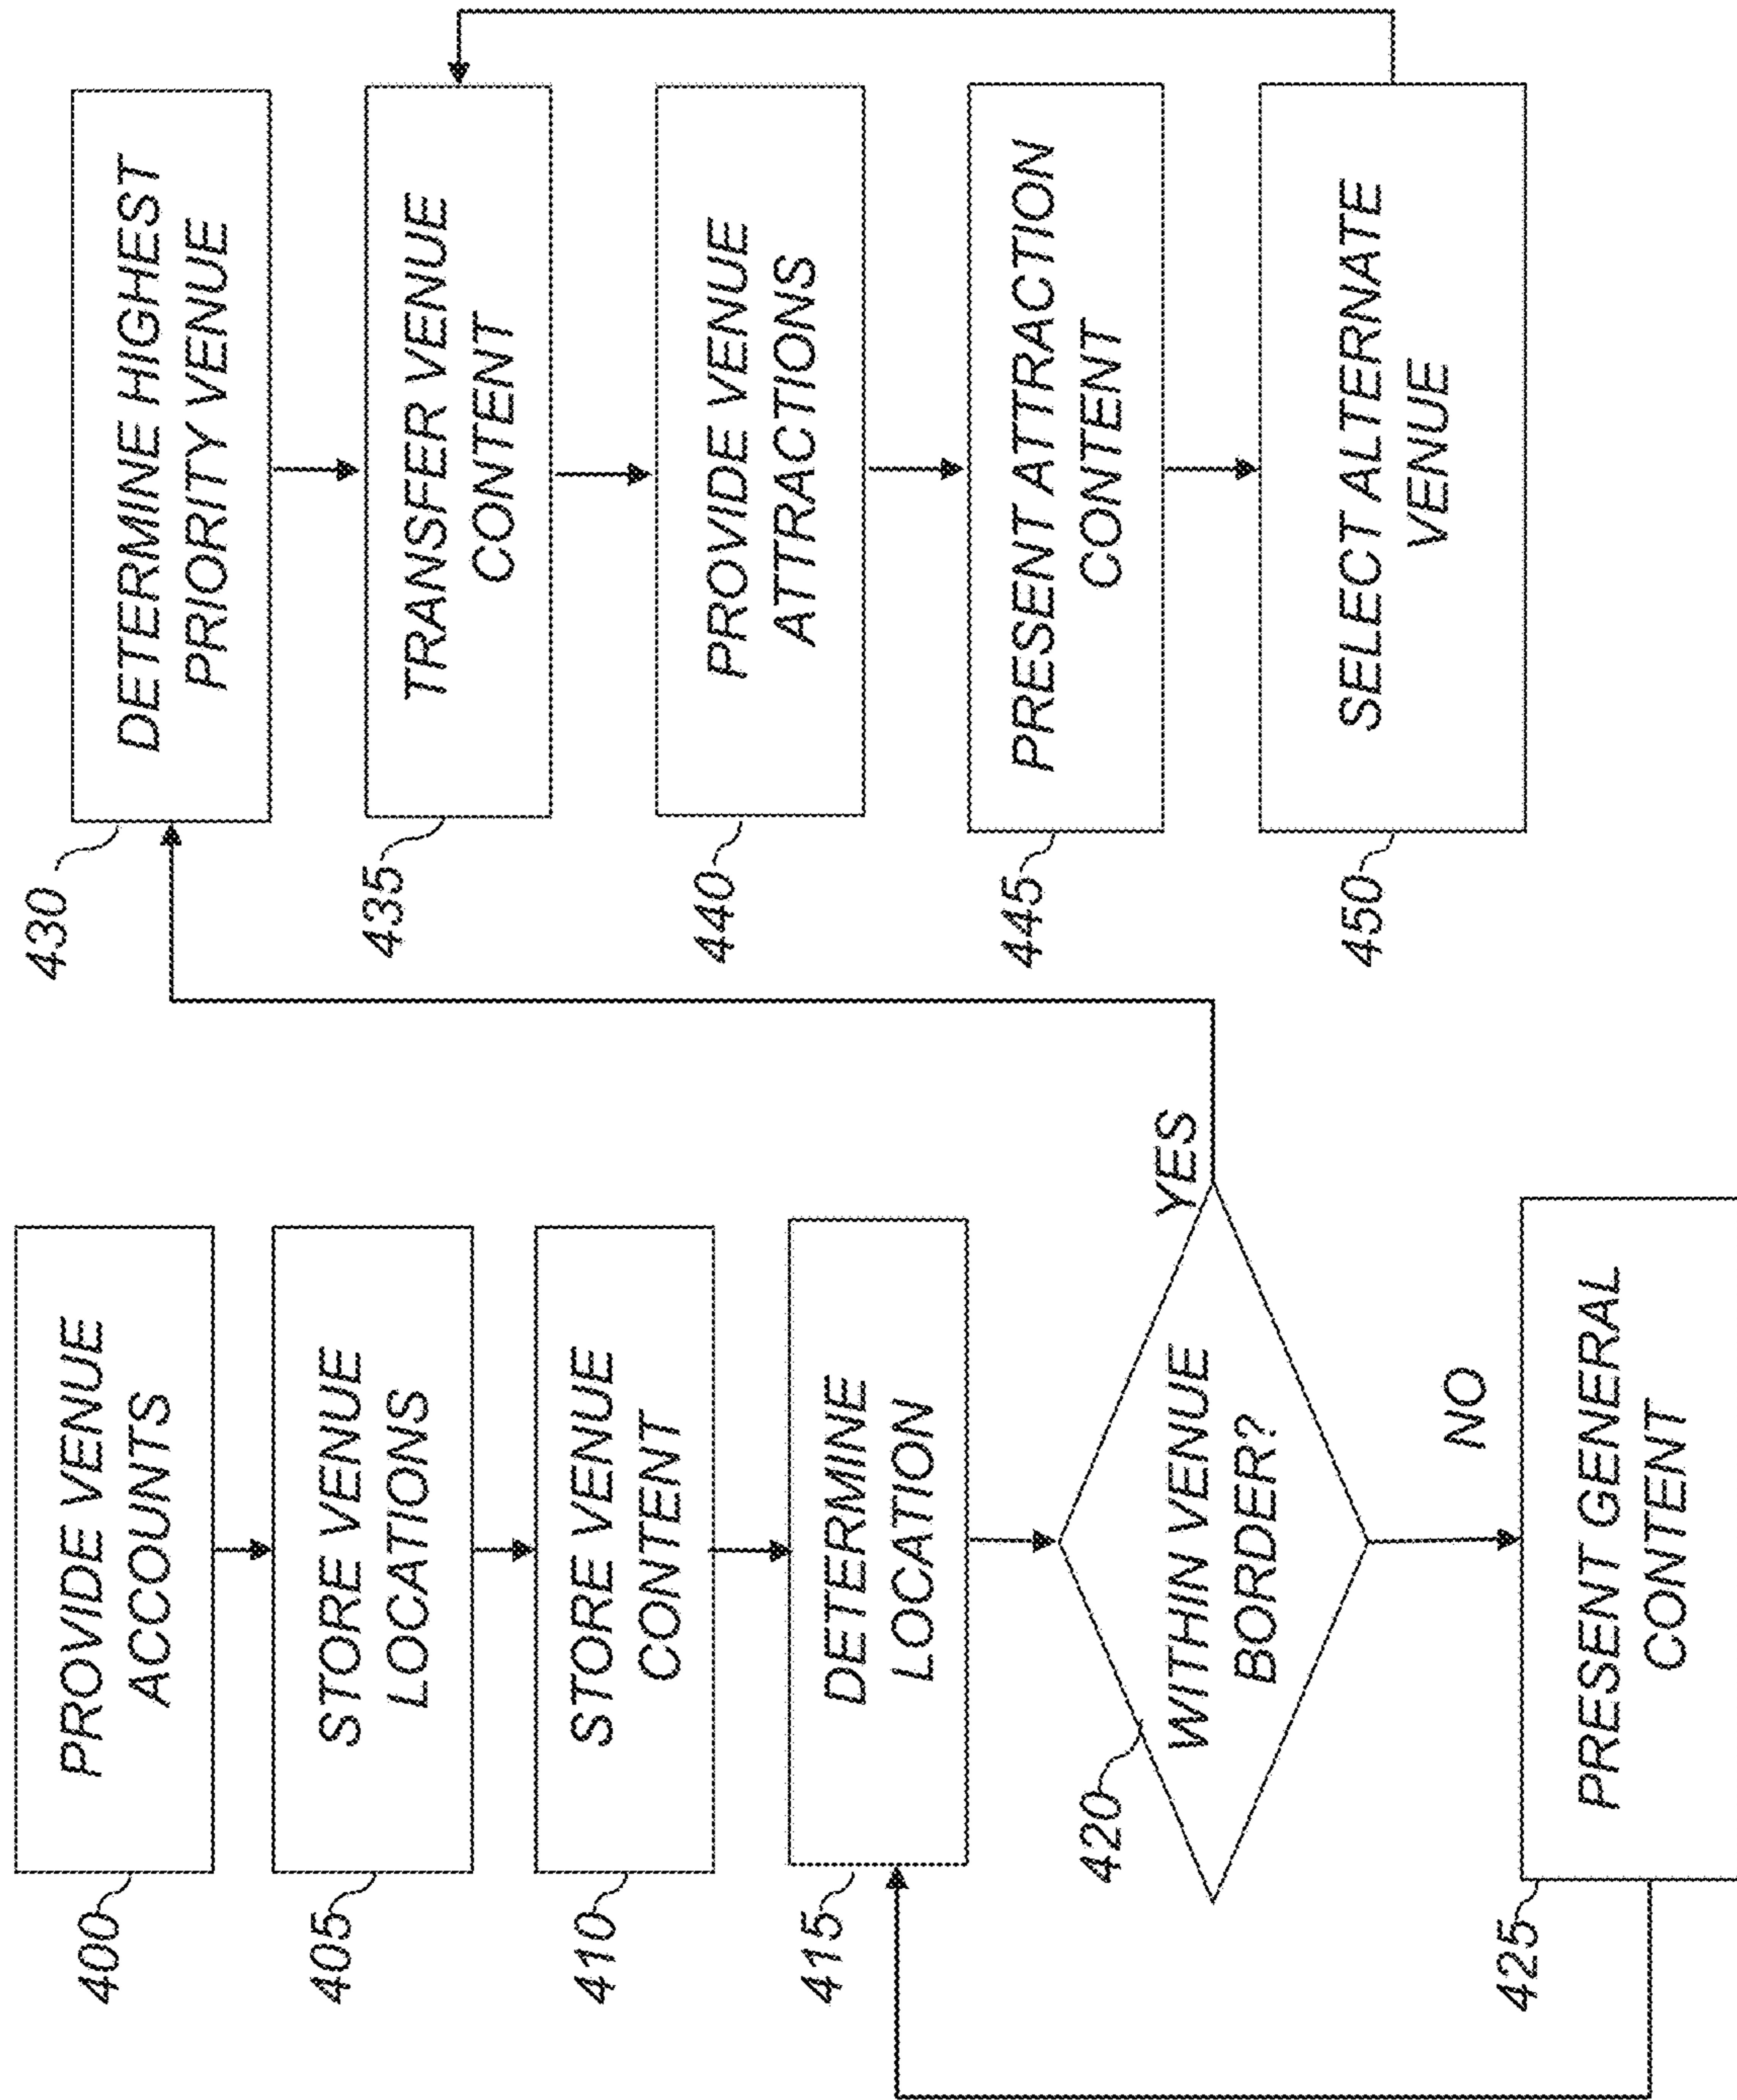 400
PROVIDE VENUE
ACCOUNTS
405
STORE VENUE
LOCATIONS
410
STORE VENUE
CONTENT
415
DETERMINE
LOCATION
420
WITHIN VENUE
BORDER?
YES
NO
425
PRESENT GENERAL
CONTENT
430
DETERMINE HIGHEST
PRIORITY VENUE
435
TRANSFER VENUE
CONTENT
440
PROVIDE VENUE
ATTRACTIONS
445
PRESENT ATTRACTION
CONTENT
450
SELECT ALTERNATE
VENUE